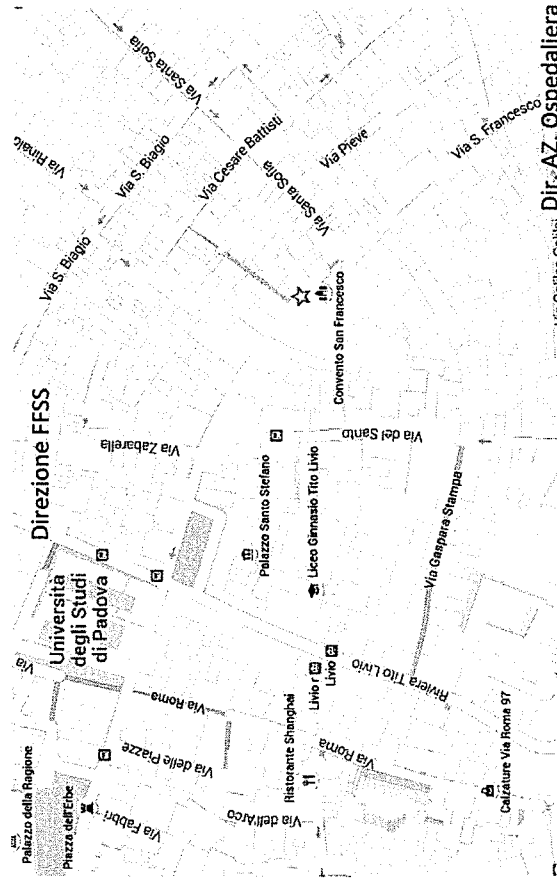 Via Santa Sofia
Via S. Biagio
Via Cesare Battisti
Via Santa Sofia
Via Pieve
Via S. Francesco
Via S. Biagio
Dir. AZ. Ospedaliera
Convento San Francesco
Direzione FFSS
Via Zabarella
Via del Santo
Palazzo Santo Stefano
Liceo Ginnasio Tito Livio
Via Gaspara Stampa
Università
degli Studi
di Padova
Via
Via Roma
Livio
Riviera Tito Livio
Via delle Piazze
Ristorante Shanghai
Via Roma
Calzature Via Roma 97
Palazzo della Ragione
Piazza dell'Erbe
Via Fabbri
Via dell'Arco